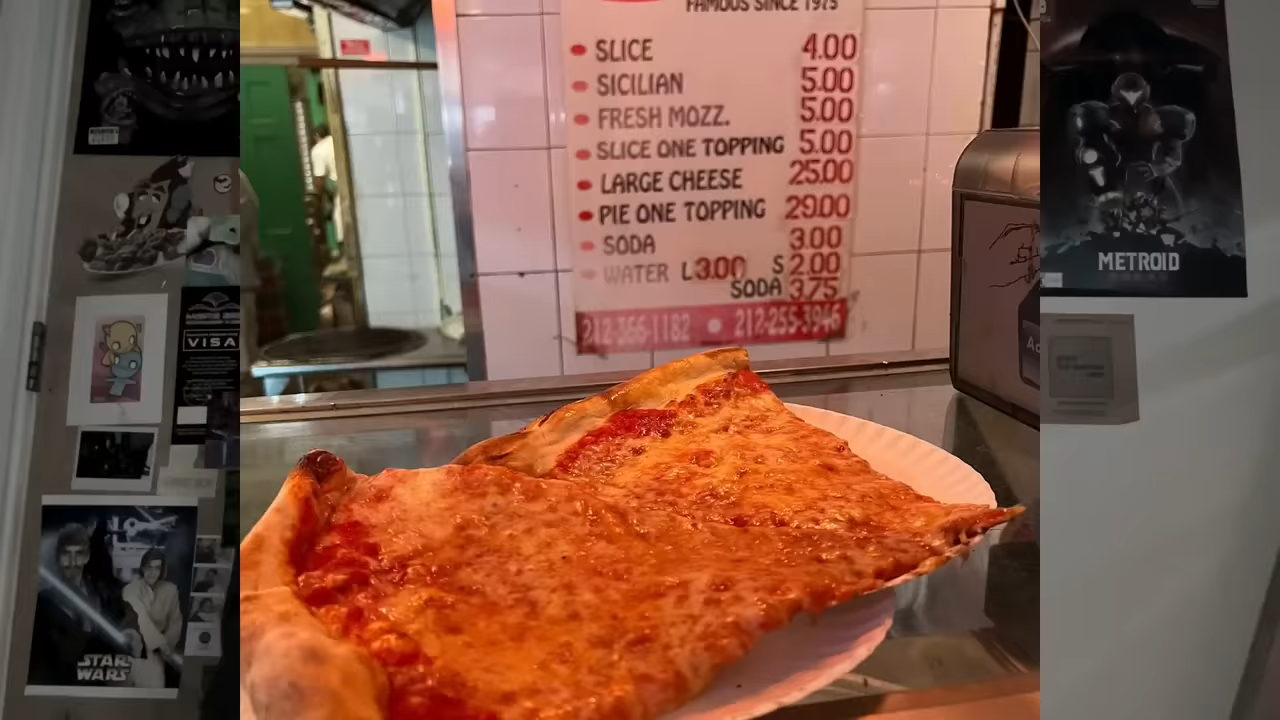 FAMOUS SINCE 1975
SLICE 4.00
SICILIAN 5.00
FRESH MOZZ. 5.00
SLICE ONE TOPPING 5.00
LARGE CHEESE 25.00
PIE ONE TOPPING 29.00
SODA 3.00
WATER L 3.00 S 2.00
SODA 3.75
212-366-1182 • 212-255-3946
VISA
STAR
WARS
METROID